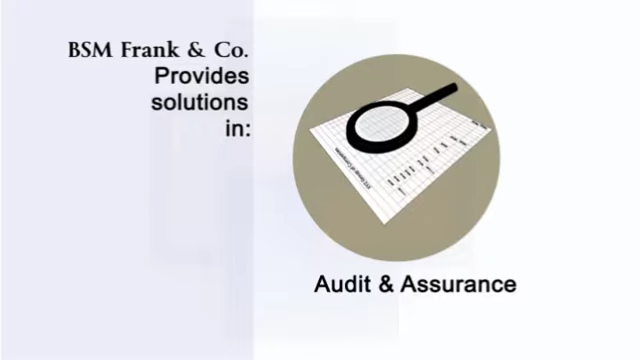 BSM Frank & Co.
Provides
solutions
in:
Audit & Assurance